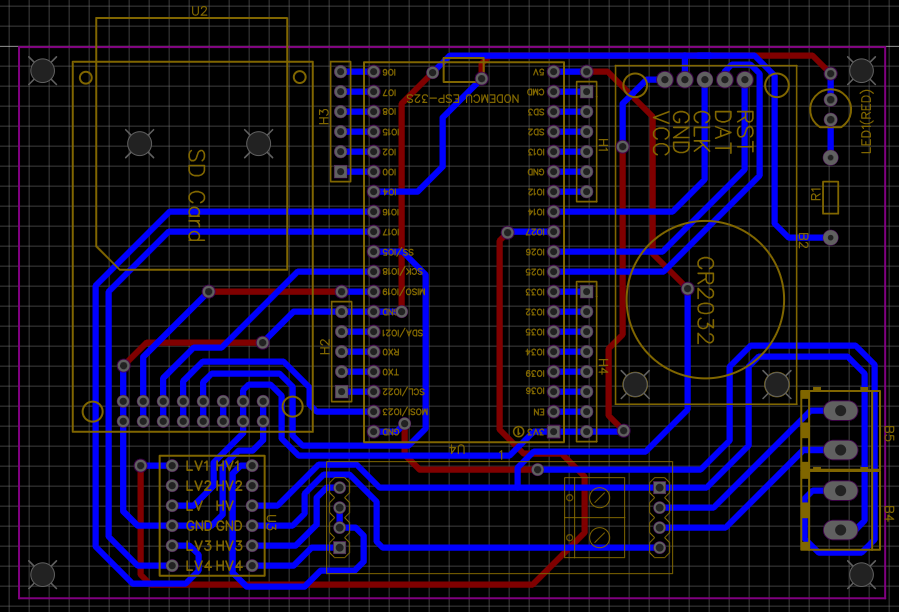 U2
SD Card
H3
IO6
IO7
IO8
IO15
IO2
IO0
IO4
IO16
IO17
SS/IO5
SCK/IO18
MISO/IO19
GND
SDA/IO21
RX0
TX0
SCL/IO22
MOSI/IO23
GND
NODEMCU ESP-32S
5V
CMD
SD3
SD2
IO13
GND
IO12
IO14
IO27
IO26
IO25
IO33
IO32
IO35
IO34
IO39
IO36
EN
3V3
H1
H2
H4
U4
1
VCC
GND
CLK
DAT
RST
CR2032
B2
LED1(RED)
R1
B5
B4
LV1 HV1
LV2 HV2
LV HV
GND GND
LV3 HV3
LV4 HV4
U3